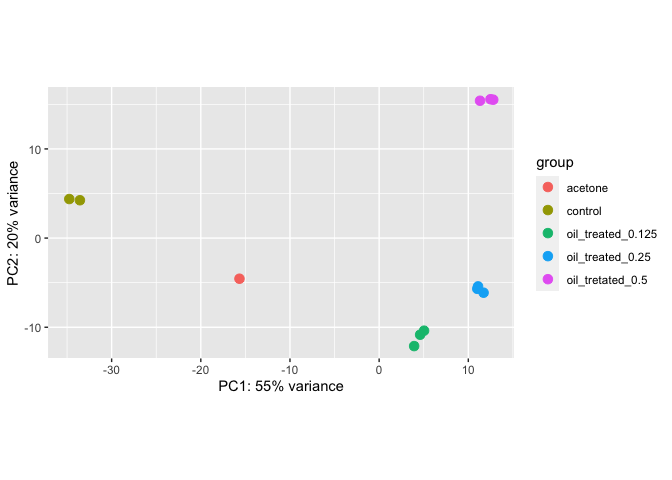 PC2: 20% variance
10
0
-10
-30
-20
-10
0
10
PC1: 55% variance
group
acetone
control
oil_treated_0.125
oil_treated_0.25
oil_tretated_0.5